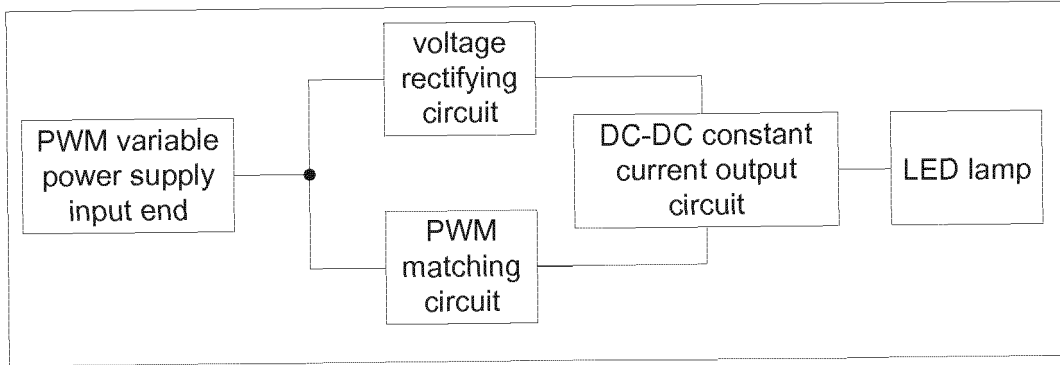 voltage
rectifying
circuit
PWM variable
power supply
input end
DC-DC constant
current output
circuit
LED lamp
PWM
matching
circuit